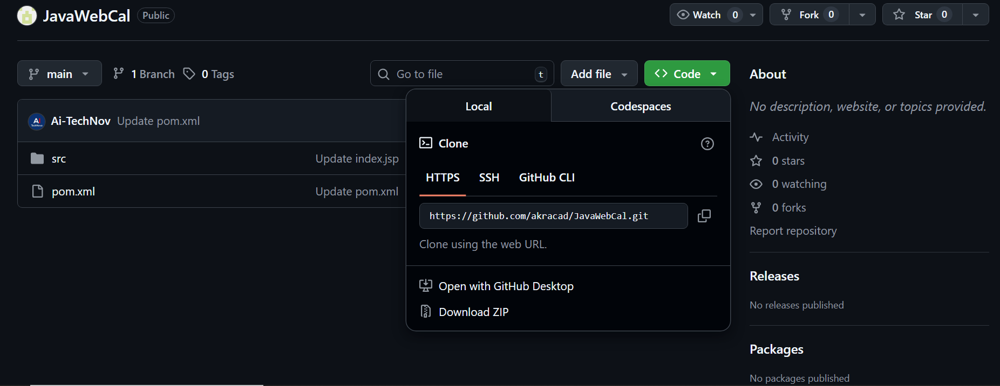 JavaWebCal Public
Watch 0
Fork 0
Star 0
main
1 Branch
0 Tags
Go to file t
Add file
Code
Local
Codespaces
Clone
HTTPS
SSH
GitHub CLI
https://github.com/akracad/JavaWebCal.git
Clone using the web URL.
Open with GitHub Desktop
Download ZIP
Ai-TechNov Update pom.xml
src Update index.jsp
pom.xml Update pom.xml
About
No description, website, or topics provided.
Activity
0 stars
0 watching
0 forks
Report repository
Releases
No releases published
Packages
No packages published